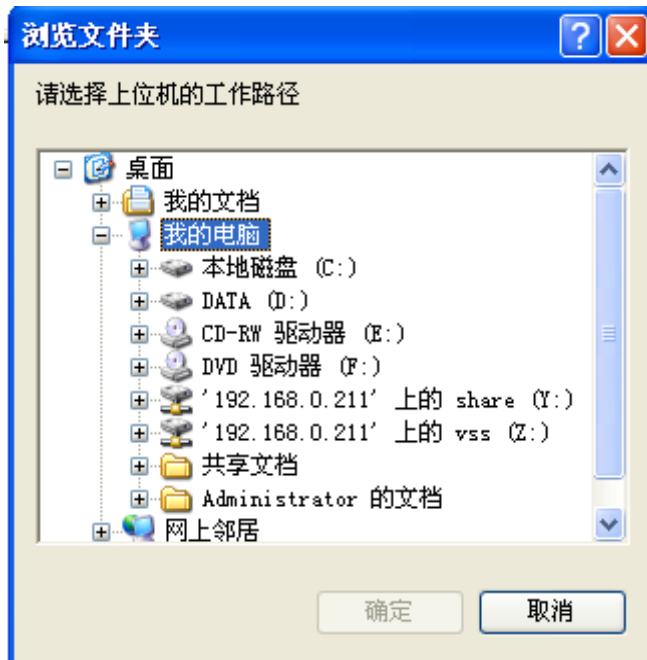 浏览文件夹
请选择上位机的工作路径
桌面
我的文档
我的电脑
本地磁盘 (C:)
DATA (D:)
CD-RW 驱动器 (E:)
DVD 驱动器 (F:)
'192.168.0.211' 上的 share (Y:)
'192.168.0.211' 上的 vss (Z:)
共享文档
Administrator 的文档
网上邻居
确定 取消